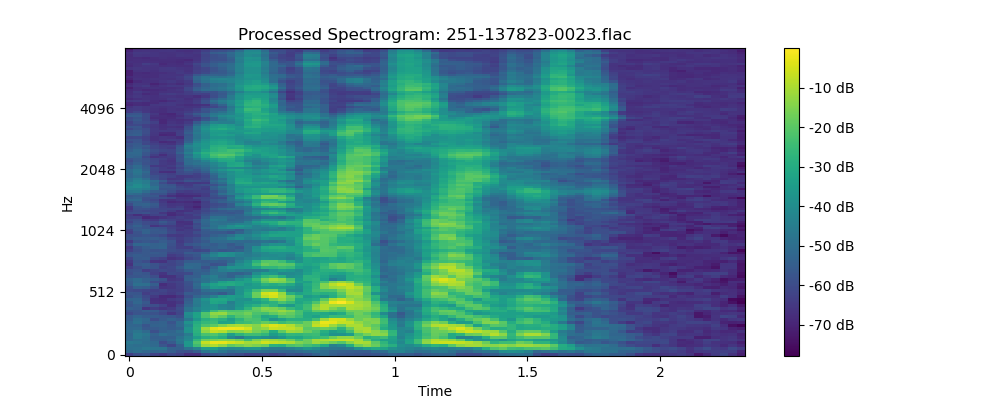 Processed Spectrogram: 251-137823-0023.flac
Hz
4096
2048
1024
512
0
0
0.5
1
1.5
2
Time
-10 dB
-20 dB
-30 dB
-40 dB
-50 dB
-60 dB
-70 dB